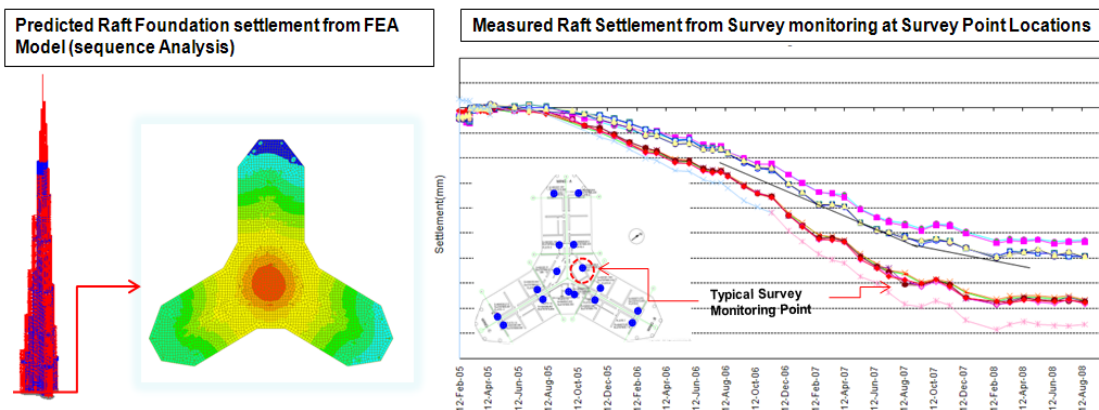 Predicted Raft Foundation settlement from FEA
Model (sequence Analysis)
Measured Raft Settlement from Survey monitoring at Survey Point Locations
Settlement(mm)
Typical Survey
Monitoring Point
12-Feb-05
12-Apr-05
12-Jun-05
12-Aug-05
12-Oct-05
12-Dec-05
12-Feb-06
12-Apr-06
12-Jun-06
12-Aug-06
12-Oct-06
12-Dec-06
12-Feb-07
12-Apr-07
12-Jun-07
12-Aug-07
12-Oct-07
12-Dec-07
12-Feb-08
12-Apr-08
12-Jun-08
12-Aug-08